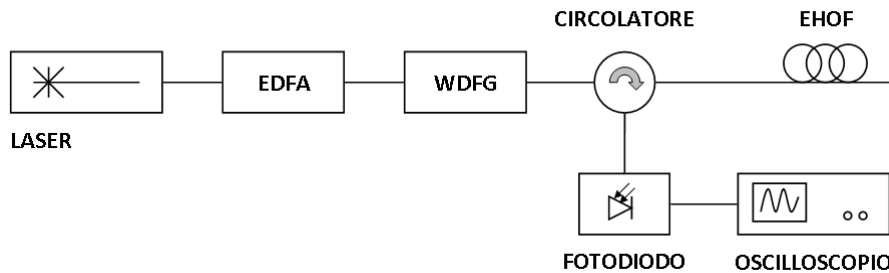 CIRCOLATORE
EHOF
EDFA
WDFG
LASER
FOTODIODO
OSCILLOSCOPIO